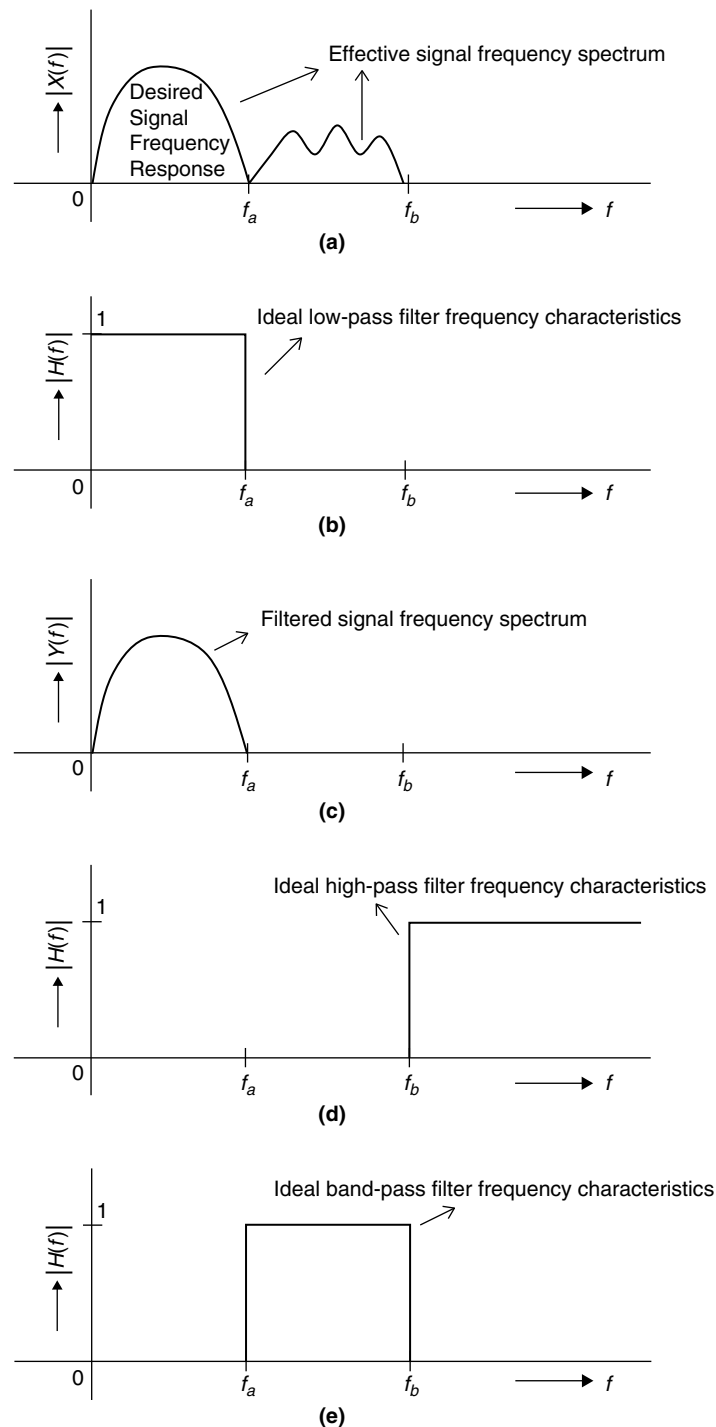 |X(f)|
Effective signal frequency spectrum
Desired
Signal
Frequency
Response
0
f_a
f_b
f
(a)
|H(f)|
1
Ideal low-pass filter frequency characteristics
0
f_a
f_b
f
(b)
|Y(f)|
Filtered signal frequency spectrum
0
f_a
f_b
f
(c)
|H(f)|
1
Ideal high-pass filter frequency characteristics
0
f_a
f_b
f
(d)
|H(f)|
1
Ideal band-pass filter frequency characteristics
0
f_a
f_b
f
(e)